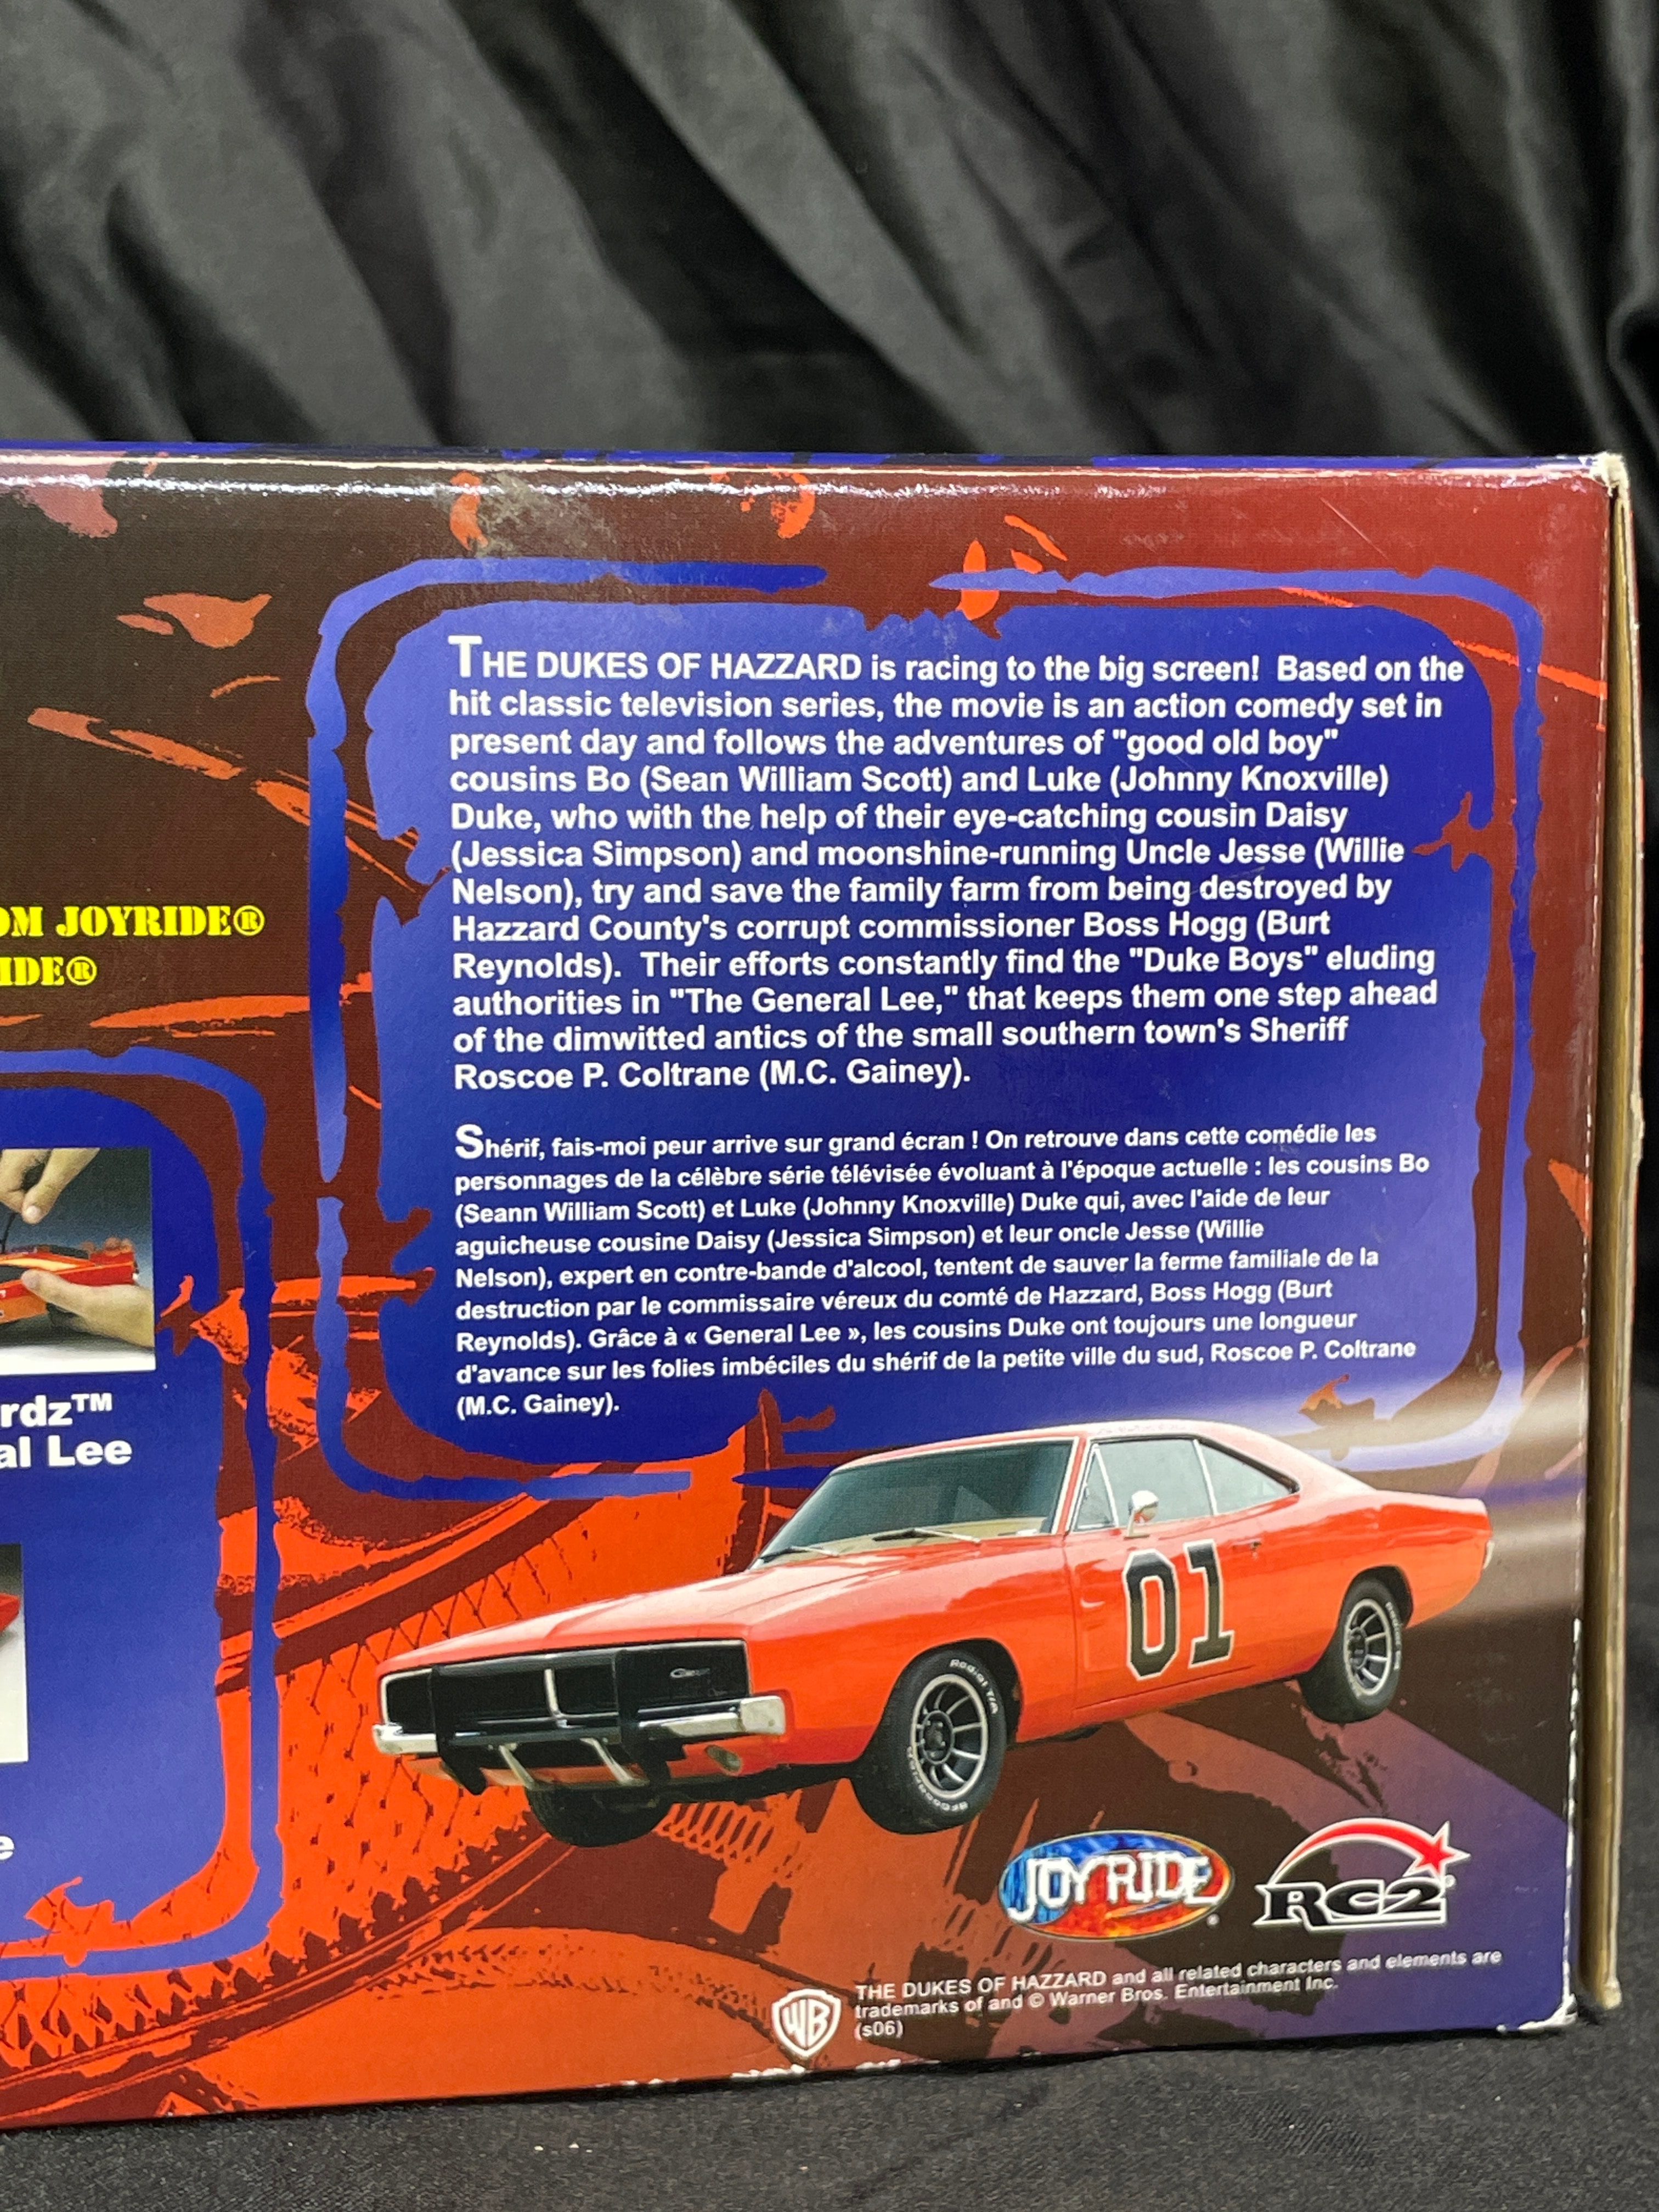 THE DUKES OF HAZZARD is racing to the big screen! Based on the
hit classic television series, the movie is an action comedy set in
present day and follows the adventures of "good old boy"
cousins Bo (Sean William Scott) and Luke (Johnny Knoxville)
Duke, who with the help of their eye-catching cousin Daisy
(Jessica Simpson) and moonshine-running Uncle Jesse (Willie
Nelson), try and save the family farm from being destroyed by
Hazzard County's corrupt commissioner Boss Hogg (Burt
Reynolds). Their efforts constantly find the "Duke Boys" eluding
authorities in "The General Lee," that keeps them one step ahead
of the dimwitted antics of the small southern town's Sheriff
Roscoe P. Coltrane (M.C. Gainey).
Shérif, fais-moi peur arrive sur grand écran ! On retrouve dans cette comédie les
personnages de la célèbre série télévisée évoluant à l'époque actuelle : les cousins Bo
(Seann William Scott) et Luke (Johnny Knoxville) Duke qui, avec l'aide de leur
aguicheuse cousine Daisy (Jessica Simpson) et leur oncle Jesse (Willie
Nelson), expert en contre-bande d'alcool, tentent de sauver la ferme familiale de la
destruction par le commissaire véreux du comté de Hazzard, Boss Hogg (Burt
Reynolds). Grâce à « General Lee », les cousins Duke ont toujours une longueur
d'avance sur les folies imbéciles du shérif de la petite ville du sud, Roscoe P. Coltrane
(M.C. Gainey).
OM JOYRIDE®
IDE®
rdz™
al Lee
e
01
Radial T/A
JOYRIDE
RC2
WB
THE DUKES OF HAZZARD and all related characters and elements are
trademarks of and © Warner Bros. Entertainment Inc.
(s06)